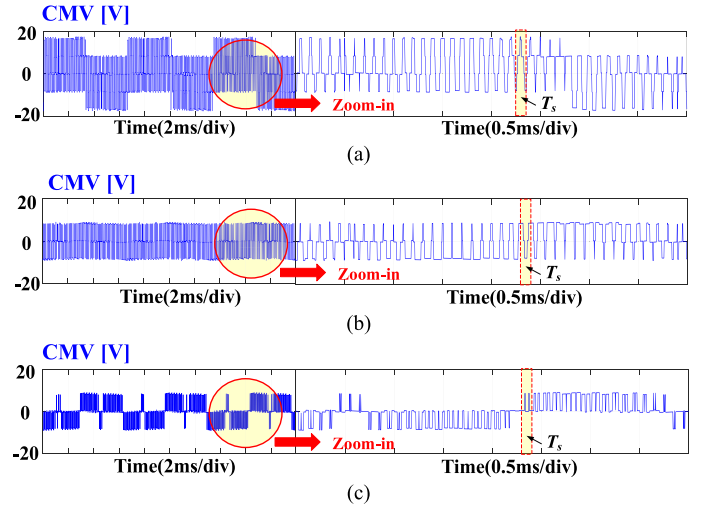 CMV [V]
20
0
-20
Zoom-in
T_s
Time(2ms/div)
Time(0.5ms/div)
(a)
CMV [V]
20
0
-20
Zoom-in
T_s
Time(2ms/div)
Time(0.5ms/div)
(b)
CMV [V]
20
0
-20
Zoom-in
T_s
Time(2ms/div)
Time(0.5ms/div)
(c)